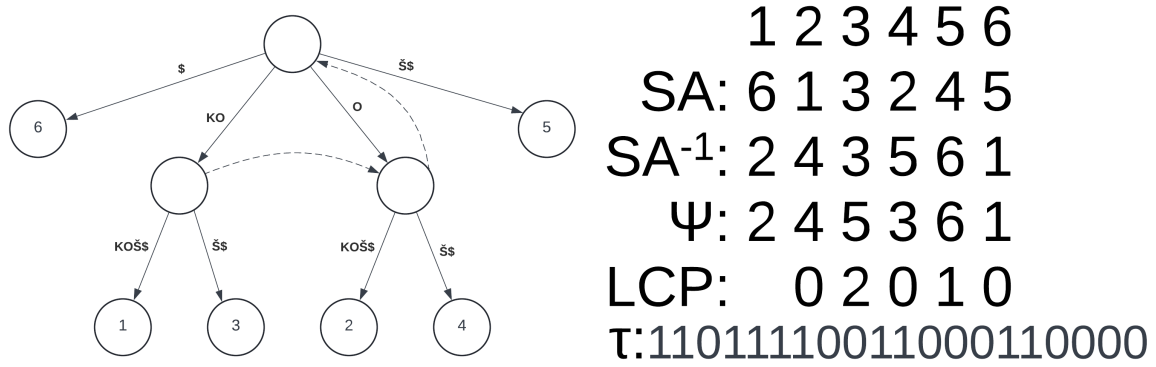 $
KO
O
Š$
6
5
KOŠ$
Š$
KOŠ$
Š$
1
3
2
4
1 2 3 4 5 6
SA: 6 1 3 2 4 5
SA-1: 2 4 3 5 6 1
Ψ: 2 4 5 3 6 1
LCP: 0 2 0 1 0
τ:11011110011000110000